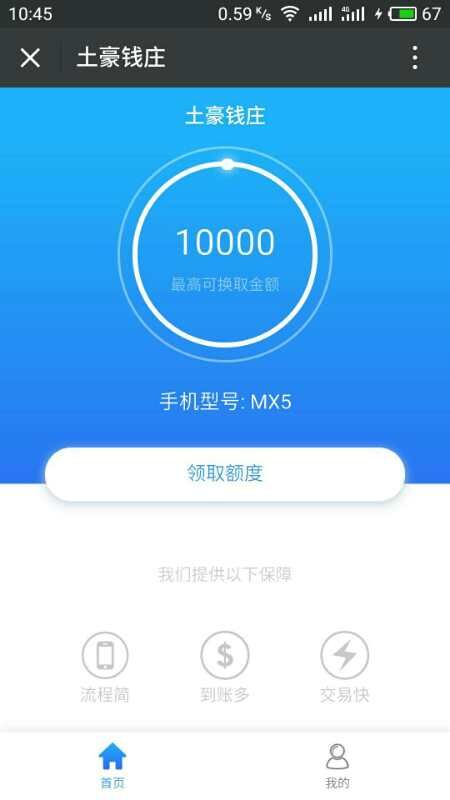 10:45 0.59 K/s 4G 67
土豪钱庄
土豪钱庄
10000
最高可换取金额
手机型号: MX5
领取额度
我们提供以下保障
$
流程简 到账多 交易快
首页 我的